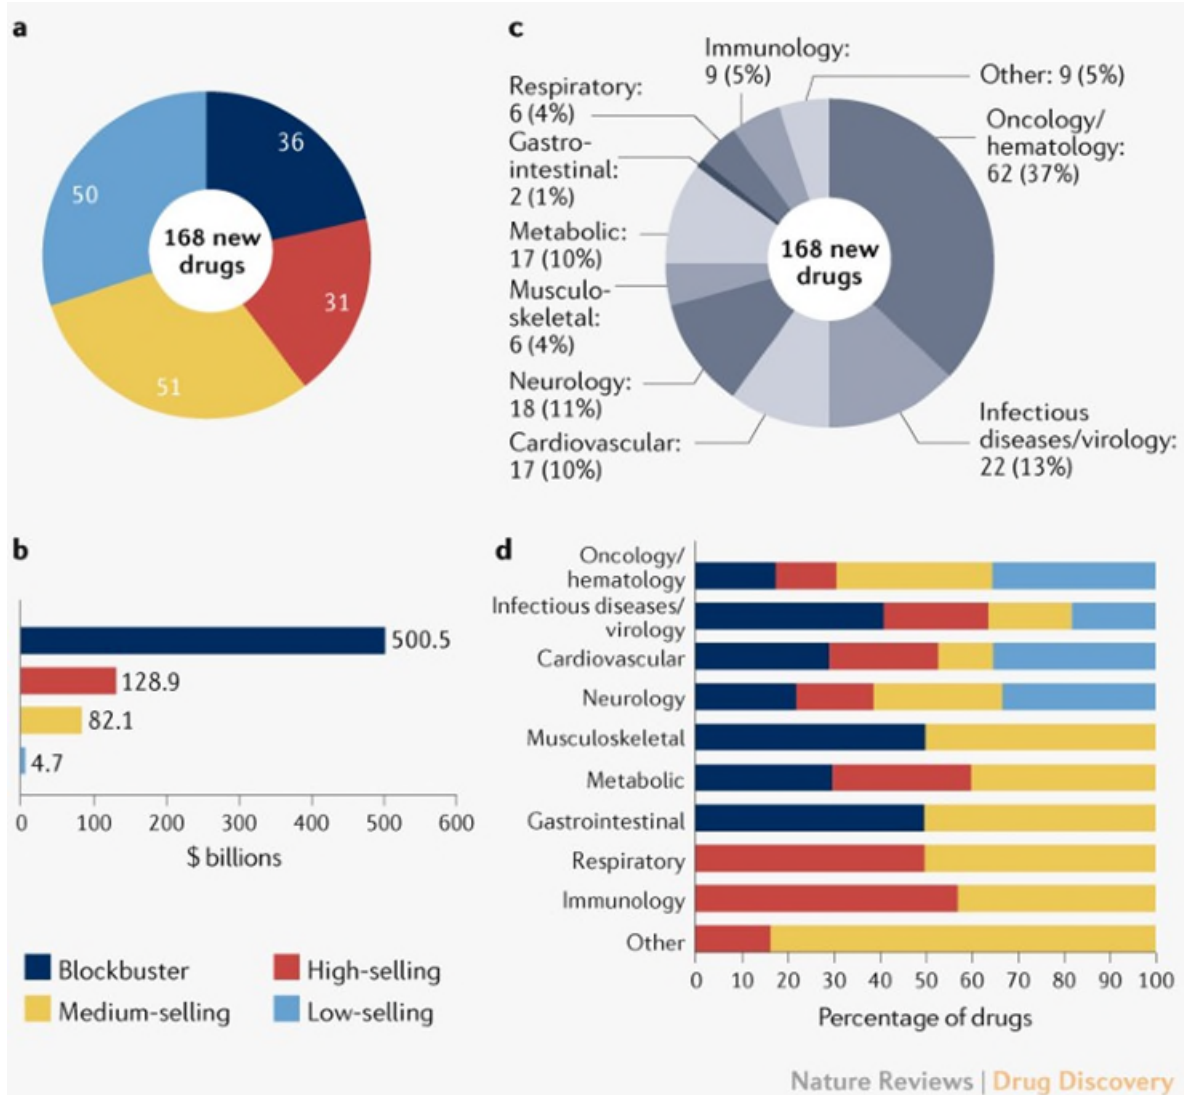 a
36
50
168 new
drugs
31
51
c
Immunology:
9 (5%)
Other: 9 (5%)
Respiratory:
6 (4%)
Oncology/
hematology:
62 (37%)
Gastro-
intestinal:
2 (1%)
Metabolic:
17 (10%)
168 new
drugs
Musculo-
skeletal:
6 (4%)
Neurology:
18 (11%)
Infectious
diseases/virology:
22 (13%)
Cardiovascular:
17 (10%)
b
500.5
128.9
82.1
4.7
0 100 200 300 400 500 600
$ billions
Blockbuster
High-selling
Medium-selling
Low-selling
d
Oncology/
hematology
Infectious diseases/
virology
Cardiovascular
Neurology
Musculoskeletal
Metabolic
Gastrointestinal
Respiratory
Immunology
Other
0 10 20 30 40 50 60 70 80 90 100
Percentage of drugs
Nature Reviews | Drug Discovery